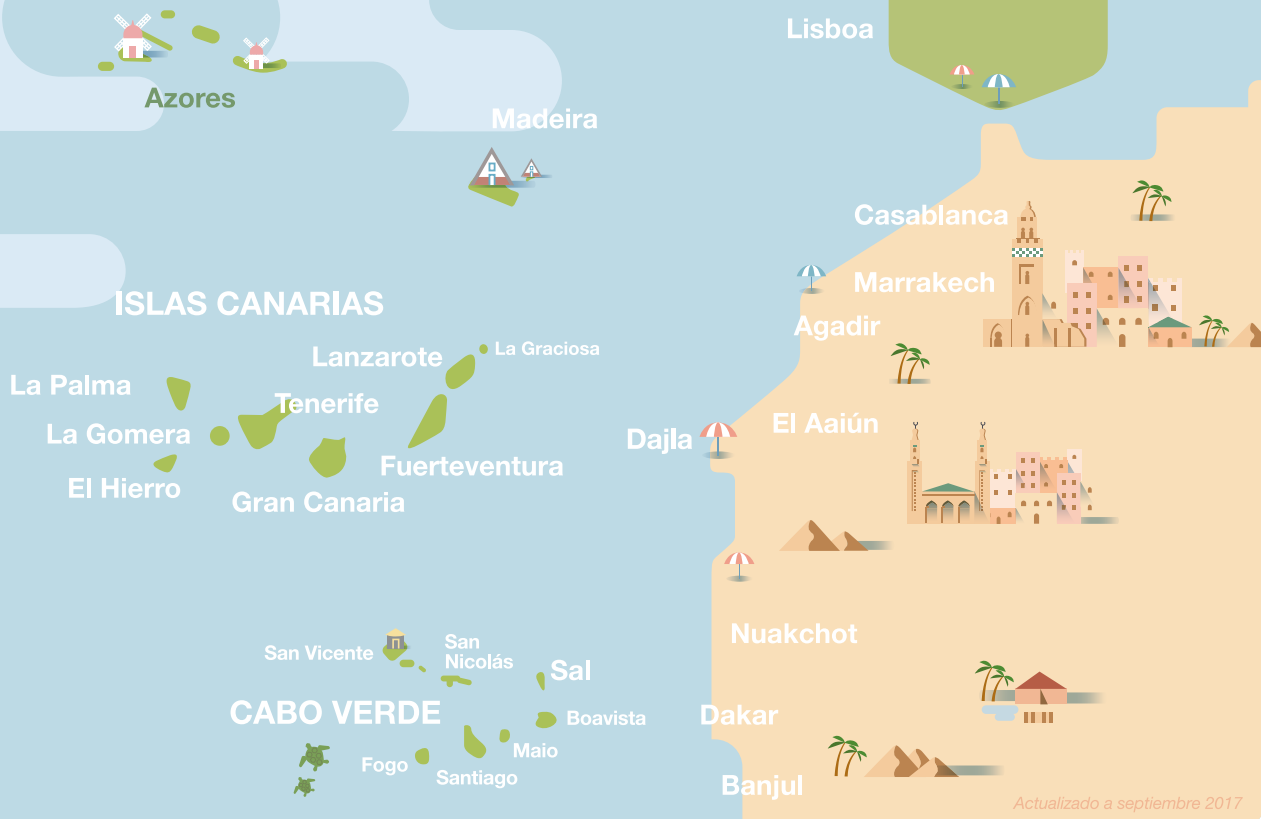 Lisboa
Azores
Madeira
Casablanca
Marrakech
ISLAS CANARIAS
Agadir
La Graciosa
Lanzarote
La Palma
Tenerife
El Aaiún
La Gomera
Dajla
Fuerteventura
El Hierro
Gran Canaria
Nuakchot
San Vicente
San
Nicolás
Sal
CABO VERDE
Boavista
Dakar
Maio
Fogo
Santiago
Banjul
Actualizado a septiembre 2017